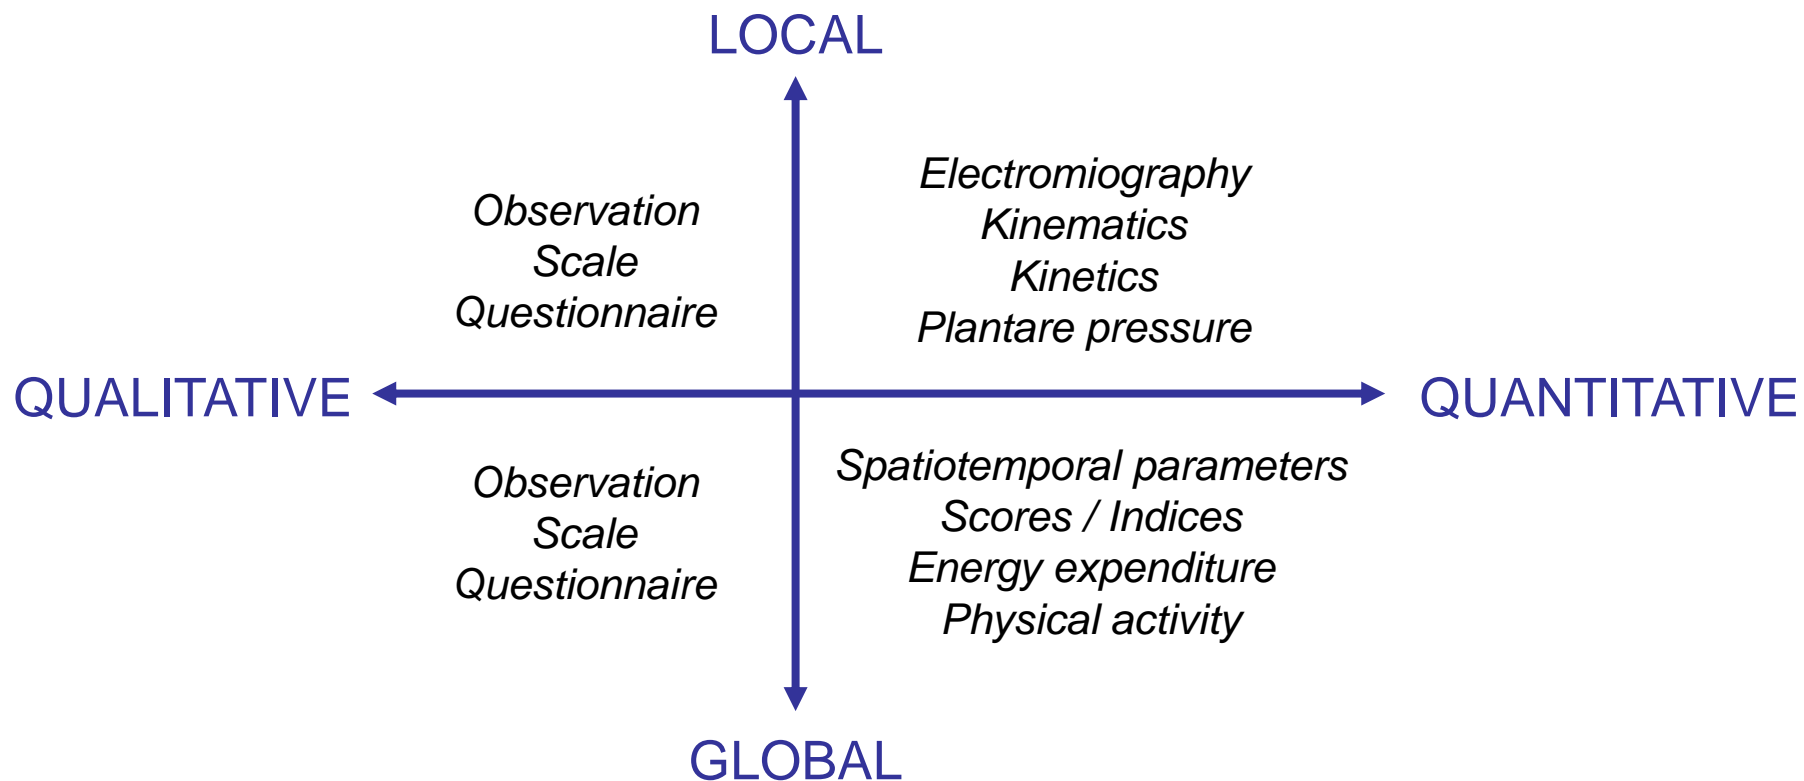 LOCAL
Observation
Scale
Questionnaire
Electromiography
Kinematics
Kinetics
Plantare pressure
QUALITATIVE
QUANTITATIVE
Observation
Scale
Questionnaire
Spatiotemporal parameters
Scores / Indices
Energy expenditure
Physical activity
GLOBAL